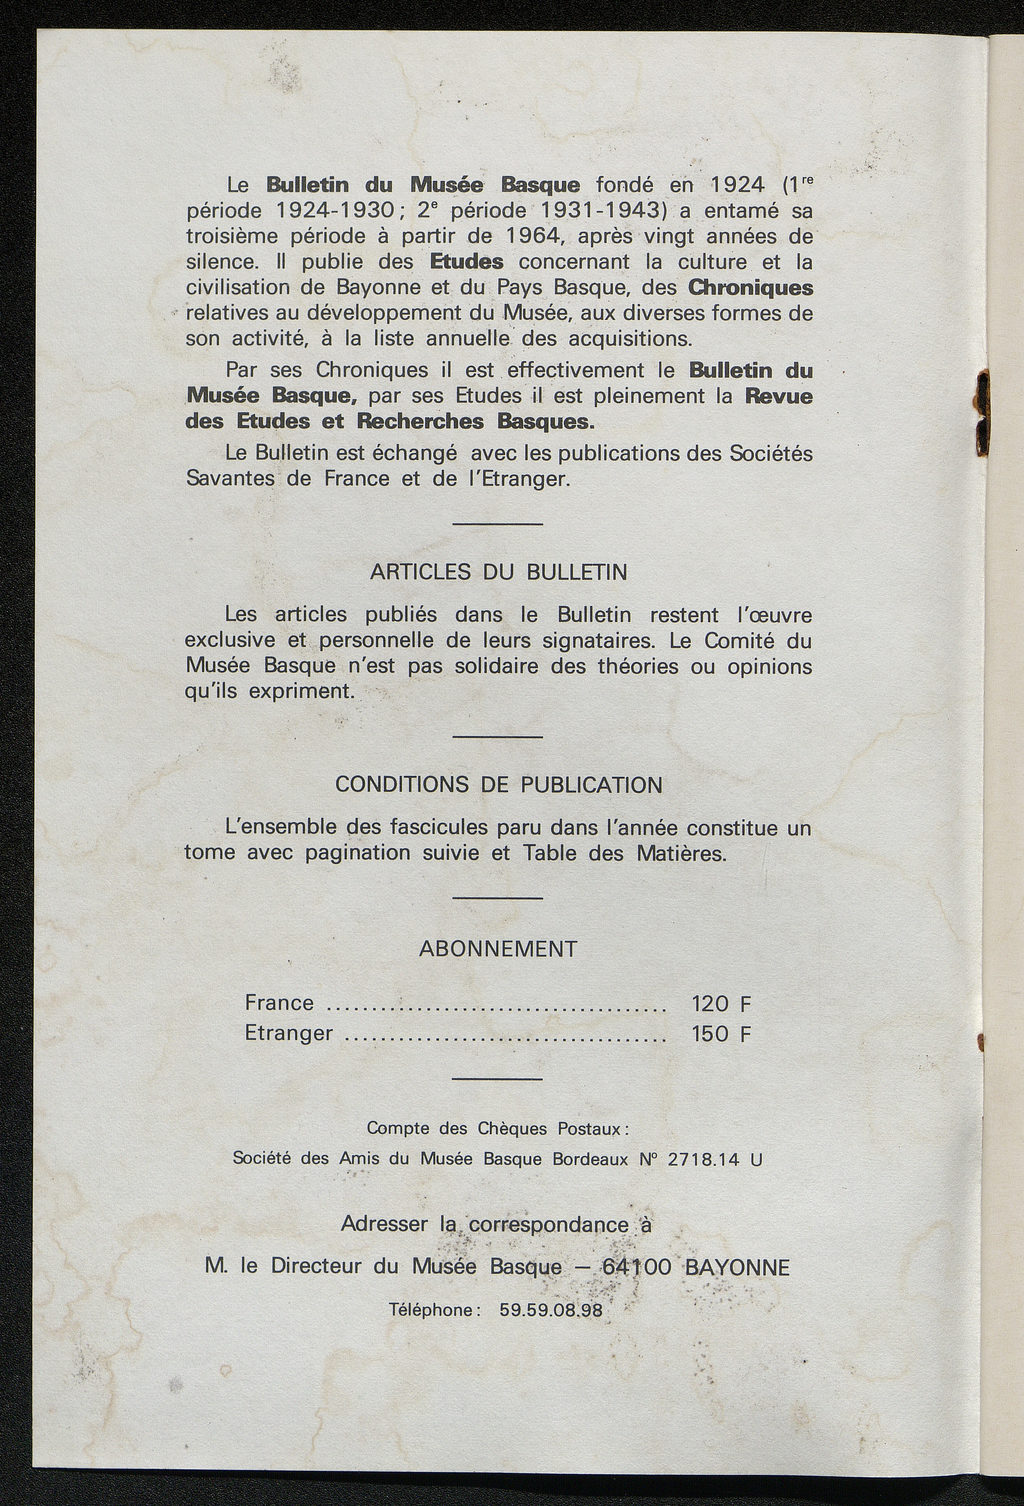 Le Bulletin du Musée Basque fondé en 1924 (1re
période 1924-1930 ; 2e période 1931-1943) a entamé sa
troisième période à partir de 1964, après vingt années de
silence. Il publie des Etudes concernant la culture et la
civilisation de Bayonne et du Pays Basque, des Chroniques
relatives au développement du Musée, aux diverses formes de
son activité, à la liste annuelle des acquisitions.
Par ses Chroniques il est effectivement le Bulletin du
Musée Basque, par ses Etudes il est pleinement la Revue
des Etudes et Recherches Basques.
Le Bulletin est échangé avec les publications des Sociétés
Savantes de France et de l'Etranger.
ARTICLES DU BULLETIN
Les articles publiés dans le Bulletin restent l'œuvre
exclusive et personnelle de leurs signataires. Le Comité du
Musée Basque n'est pas solidaire des théories ou opinions
qu'ils expriment.
CONDITIONS DE PUBLICATION
L'ensemble des fascicules paru dans l'année constitue un
tome avec pagination suivie et Table des Matières.
ABONNEMENT
France ...................................... 120 F
Etranger .................................... 150 F
Compte des Chèques Postaux :
Société des Amis du Musée Basque Bordeaux N° 2718.14 U
Adresser la correspondance à
M. le Directeur du Musée Basque — 64100 BAYONNE
Téléphone : 59.59.08.98